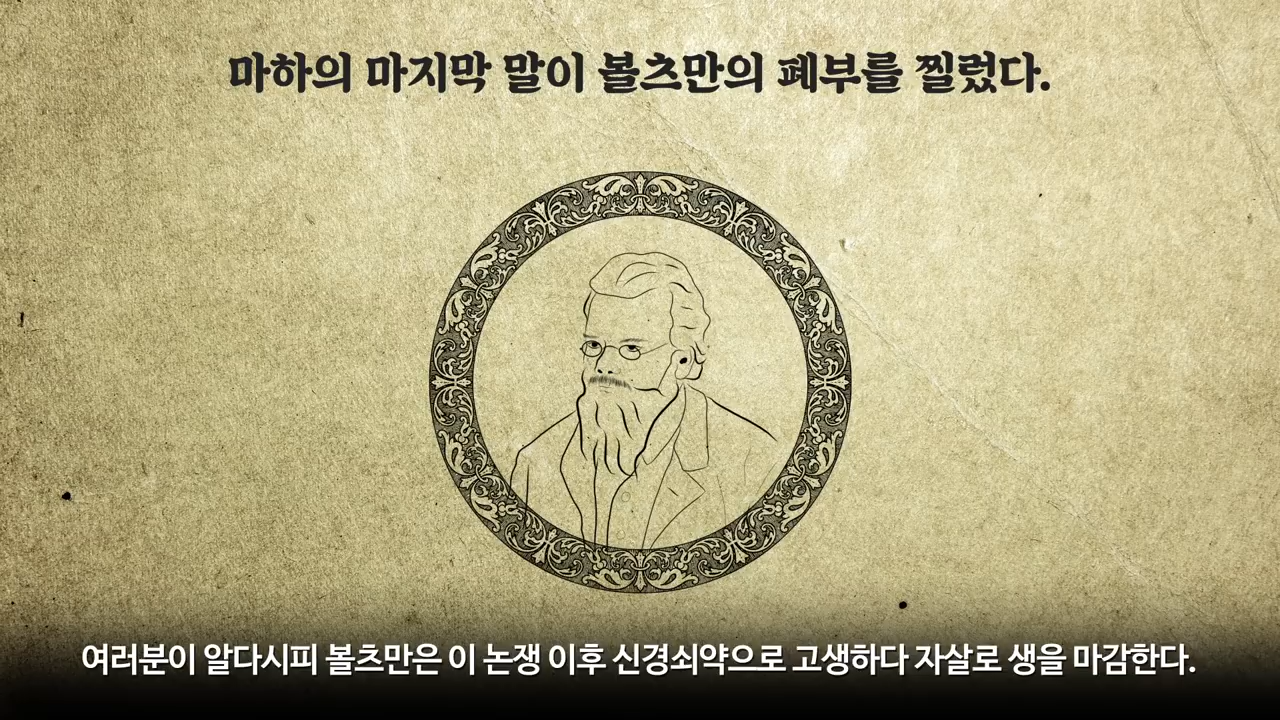 마하의 마지막 말이 볼츠만의 폐부를 찔렀다.
여러분이 알다시피 볼츠만은 이 논쟁 이후 신경쇠약으로 고생하다 자살로 생을 마감한다.